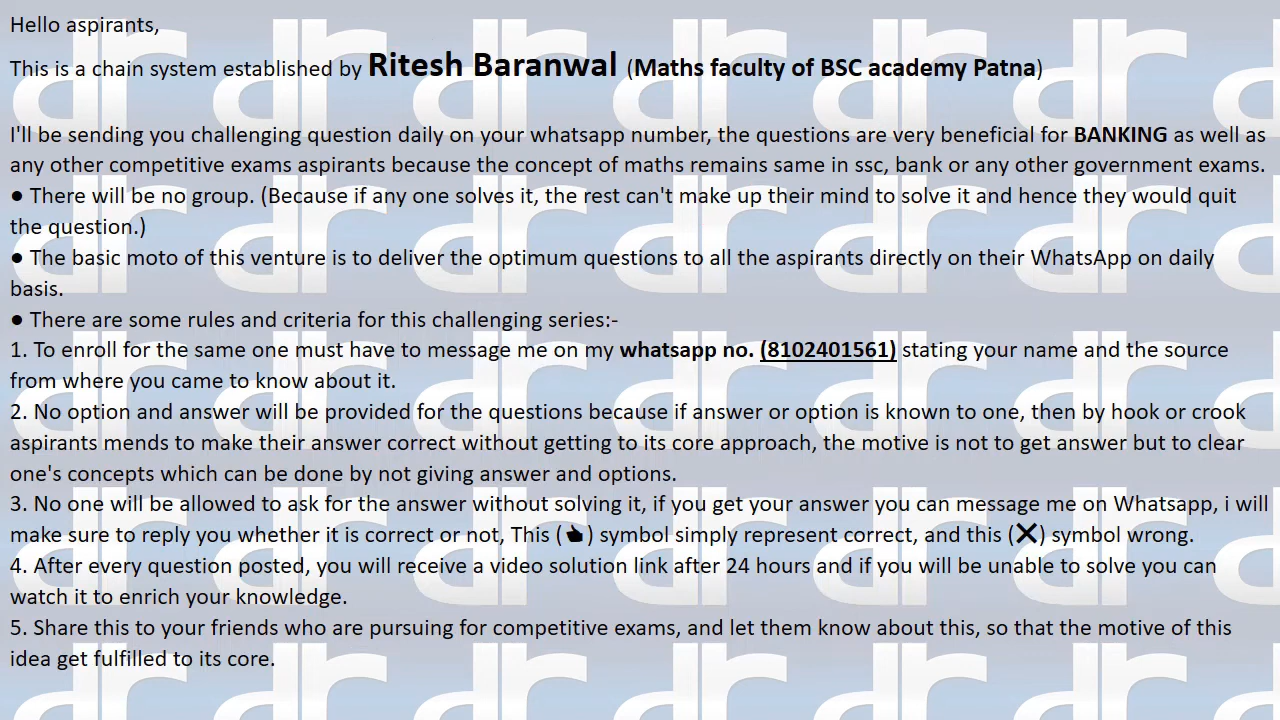 Hello aspirants,
This is a chain system established by Ritesh Baranwal (Maths faculty of BSC academy Patna)
I'll be sending you challenging question daily on your whatsapp number, the questions are very beneficial for BANKING as well as
any other competitive exams aspirants because the concept of maths remains same in ssc, bank or any other government exams.
● There will be no group. (Because if any one solves it, the rest can't make up their mind to solve it and hence they would quit
the question.)
● The basic moto of this venture is to deliver the optimum questions to all the aspirants directly on their WhatsApp on daily
basis.
● There are some rules and criteria for this challenging series:-
1. To enroll for the same one must have to message me on my whatsapp no. (8102401561) stating your name and the source
from where you came to know about it.
2. No option and answer will be provided for the questions because if answer or option is known to one, then by hook or crook
aspirants mends to make their answer correct without getting to its core approach, the motive is not to get answer but to clear
one's concepts which can be done by not giving answer and options.
3. No one will be allowed to ask for the answer without solving it, if you get your answer you can message me on Whatsapp, i will
make sure to reply you whether it is correct or not, This (👍) symbol simply represent correct, and this (❌) symbol wrong.
4. After every question posted, you will receive a video solution link after 24 hours and if you will be unable to solve you can
watch it to enrich your knowledge.
5. Share this to your friends who are pursuing for competitive exams, and let them know about this, so that the motive of this
idea get fulfilled to its core.